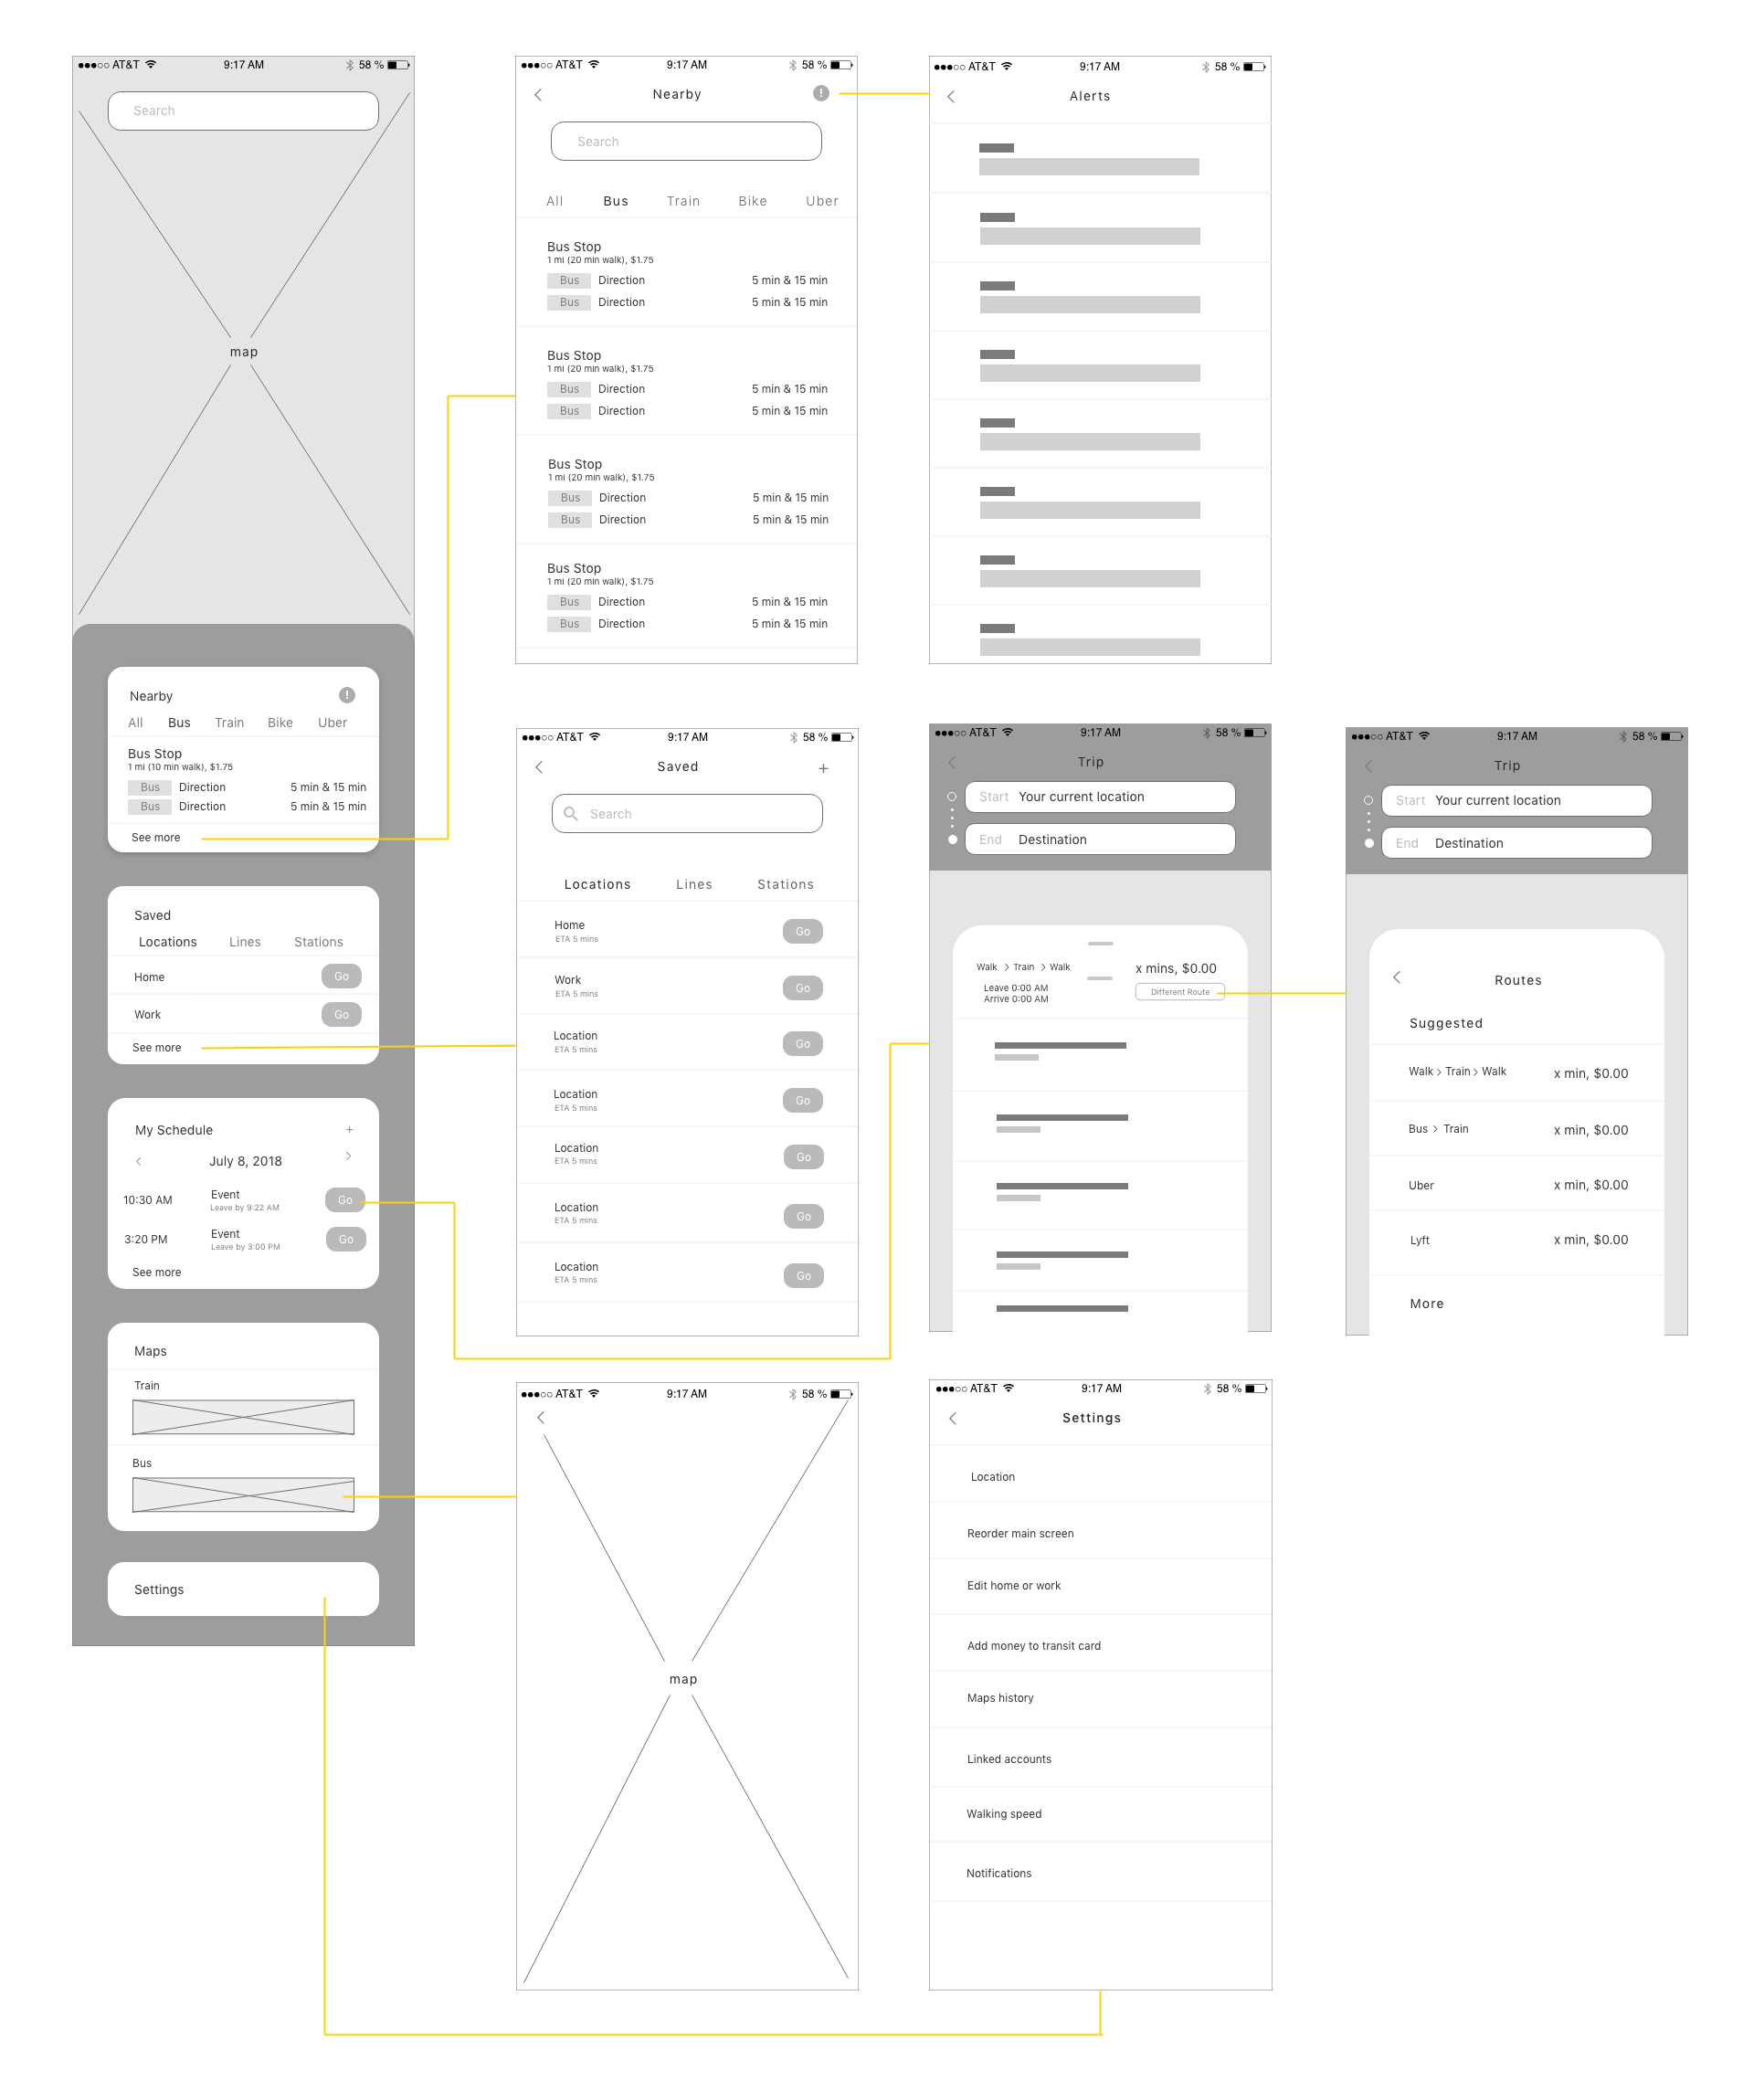 AT&T 9:17 AM 58 %
Search
map
Nearby
All Bus Train Bike Uber
Bus Stop
1 mi (10 min walk), $1.75
Bus Direction 5 min & 15 min
Bus Direction 5 min & 15 min
See more
Saved
Locations Lines Stations
Home Go
Work Go
See more
My Schedule +
July 8, 2018
10:30 AM Event Go
Leave by 9:22 AM
3:20 PM Event Go
Leave by 3:00 PM
See more
Maps
Train
Bus
Settings
AT&T 9:17 AM 58 %
Nearby !
Search
All Bus Train Bike Uber
Bus Stop
1 mi (20 min walk), $1.75
Bus Direction 5 min & 15 min
Bus Direction 5 min & 15 min
Bus Stop
1 mi (20 min walk), $1.75
Bus Direction 5 min & 15 min
Bus Direction 5 min & 15 min
Bus Stop
1 mi (20 min walk), $1.75
Bus Direction 5 min & 15 min
Bus Direction 5 min & 15 min
Bus Stop
1 mi (20 min walk), $1.75
Bus Direction 5 min & 15 min
Bus Direction 5 min & 15 min
AT&T 9:17 AM 58 %
Alerts
AT&T 9:17 AM 58 %
Saved +
Search
Locations Lines Stations
Home Go
ETA 5 mins
Work Go
ETA 5 mins
Location Go
ETA 5 mins
Location Go
ETA 5 mins
Location Go
ETA 5 mins
Location Go
ETA 5 mins
Location Go
ETA 5 mins
AT&T 9:17 AM 58 %
Trip
Start Your current location
End Destination
Walk > Train > Walk x mins, $0.00
Leave 0:00 AM Different Route
Arrive 0:00 AM
AT&T 9:17 AM 58 %
Trip
Start Your current location
End Destination
Routes
Suggested
Walk > Train > Walk x min, $0.00
Bus > Train x min, $0.00
Uber x min, $0.00
Lyft x min, $0.00
More
AT&T 9:17 AM 58 %
map
AT&T 9:17 AM 58 %
Settings
Location
Reorder main screen
Edit home or work
Add money to transit card
Maps history
Linked accounts
Walking speed
Notifications